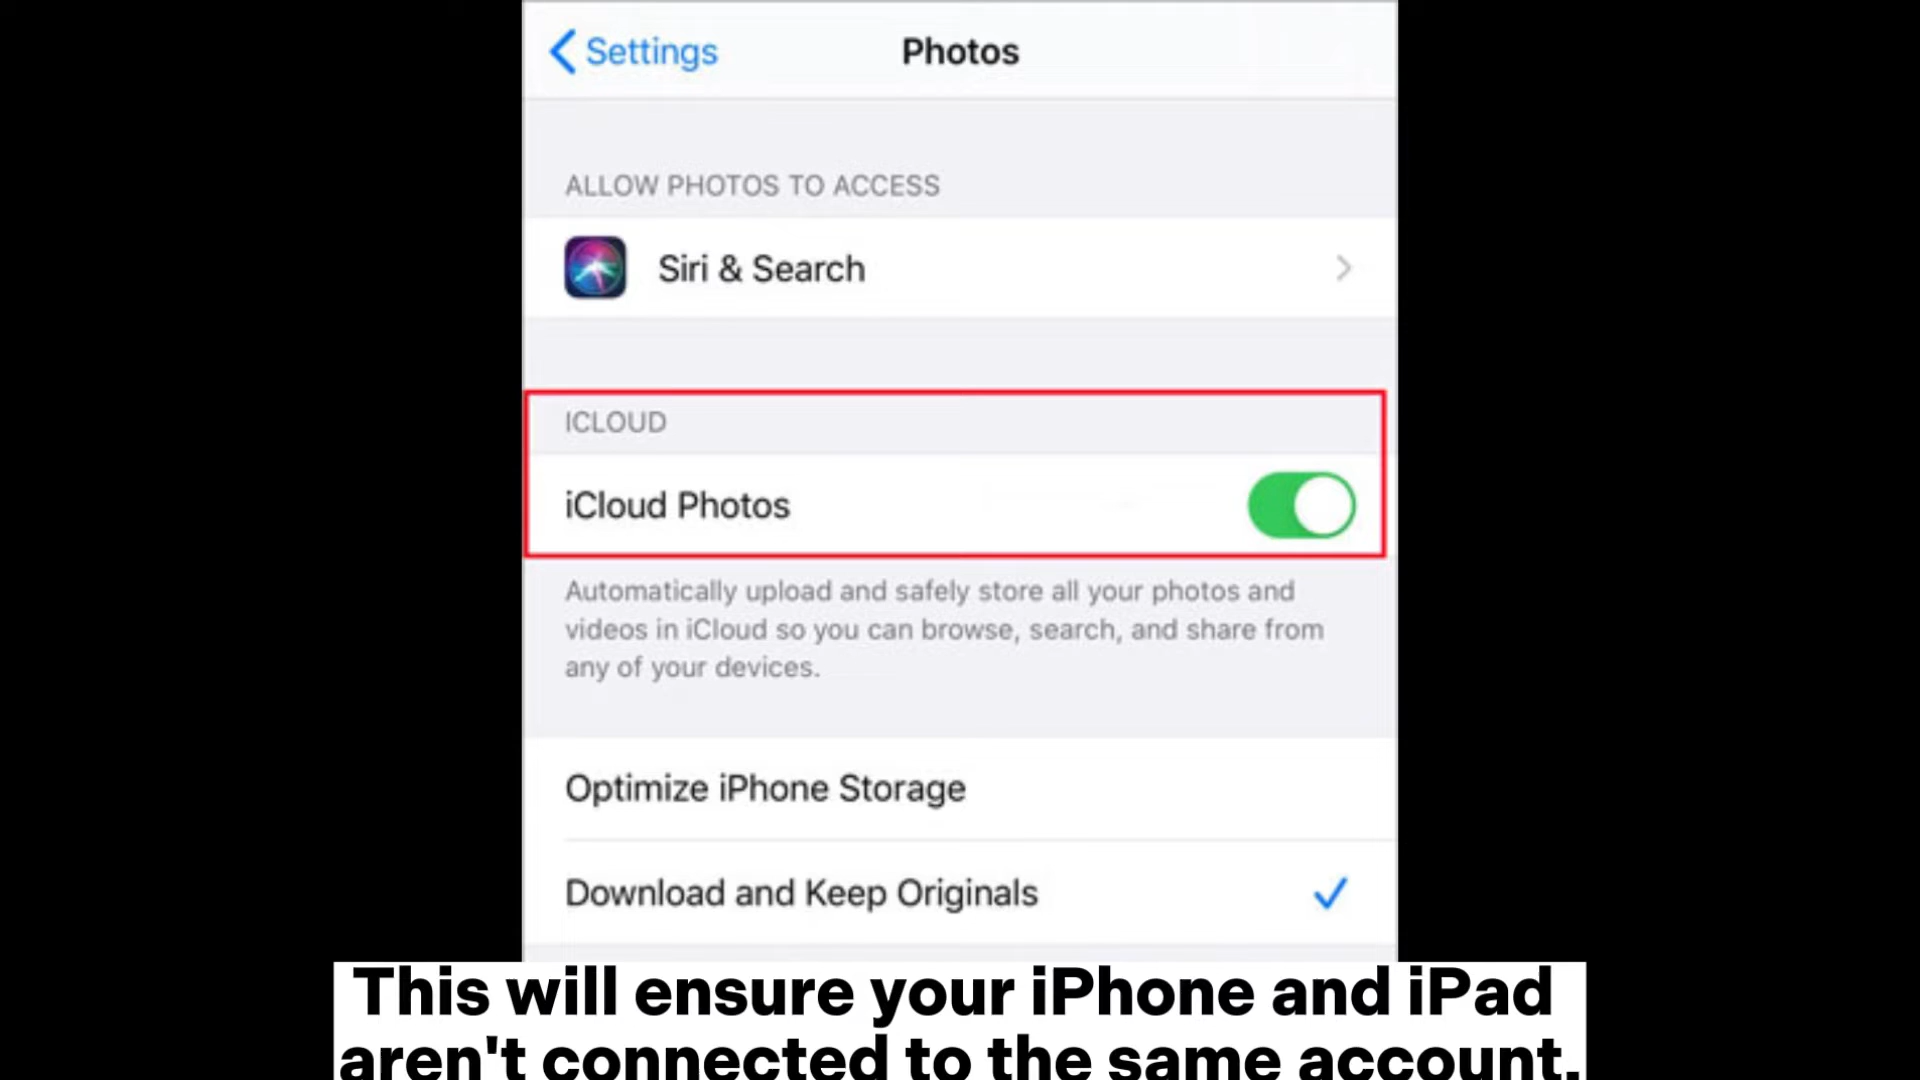 Settings
Photos
ALLOW PHOTOS TO ACCESS
Siri & Search
ICLOUD
iCloud Photos
Automatically upload and safely store all your photos and
videos in iCloud so you can browse, search, and share from
any of your devices.
Optimize iPhone Storage
Download and Keep Originals
This will ensure your iPhone and iPad
aren't connected to the same account.